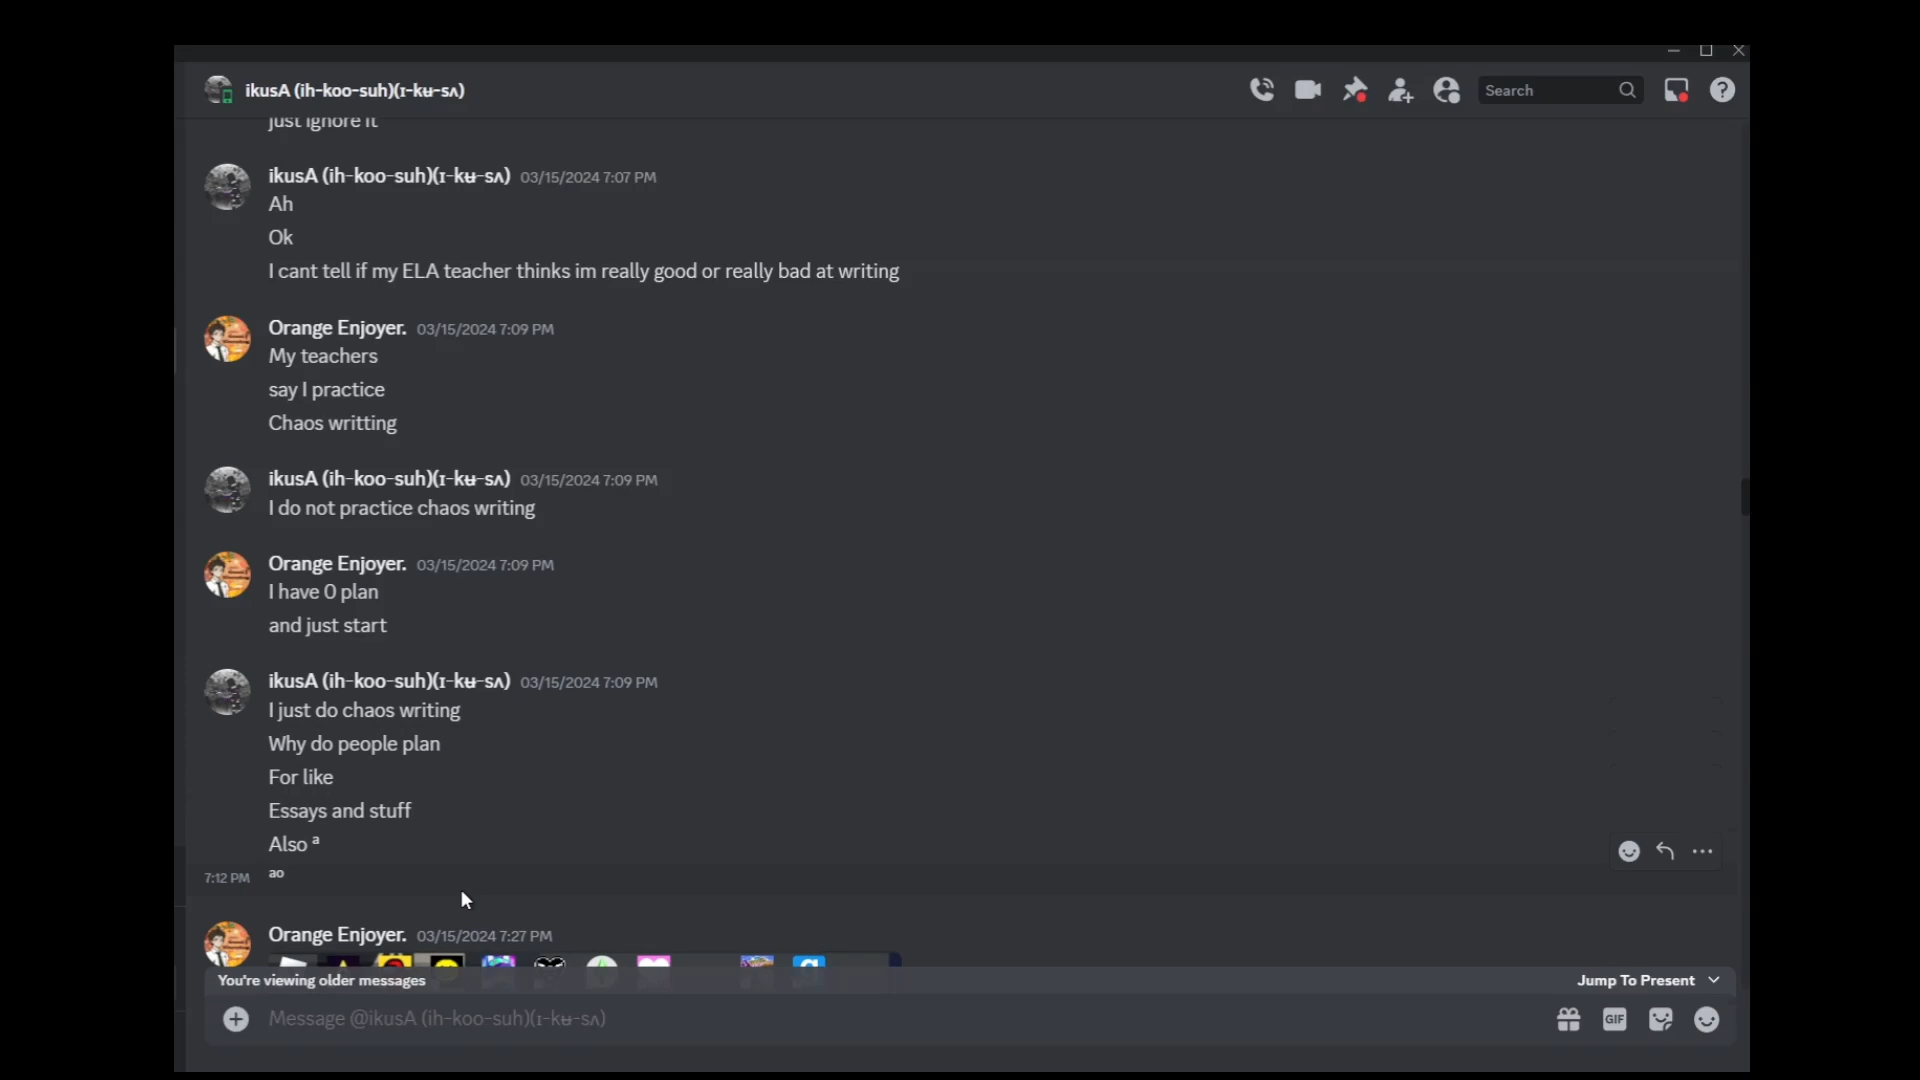 ikusA (ih-koo-suh)(ɪ-kʉ-sʌ)
Search
just ignore it
ikusA (ih-koo-suh)(ɪ-kʉ-sʌ) 03/15/2024 7:07 PM
Ah
Ok
I cant tell if my ELA teacher thinks im really good or really bad at writing
Orange Enjoyer. 03/15/2024 7:09 PM
My teachers
say I practice
Chaos writting
ikusA (ih-koo-suh)(ɪ-kʉ-sʌ) 03/15/2024 7:09 PM
I do not practice chaos writing
Orange Enjoyer. 03/15/2024 7:09 PM
I have 0 plan
and just start
ikusA (ih-koo-suh)(ɪ-kʉ-sʌ) 03/15/2024 7:09 PM
I just do chaos writing
Why do people plan
For like
Essays and stuff
Also ª
7:12 PM ao
Orange Enjoyer. 03/15/2024 7:27 PM
You're viewing older messages
Jump To Present
Message @ikusA (ih-koo-suh)(ɪ-kʉ-sʌ)
GIF